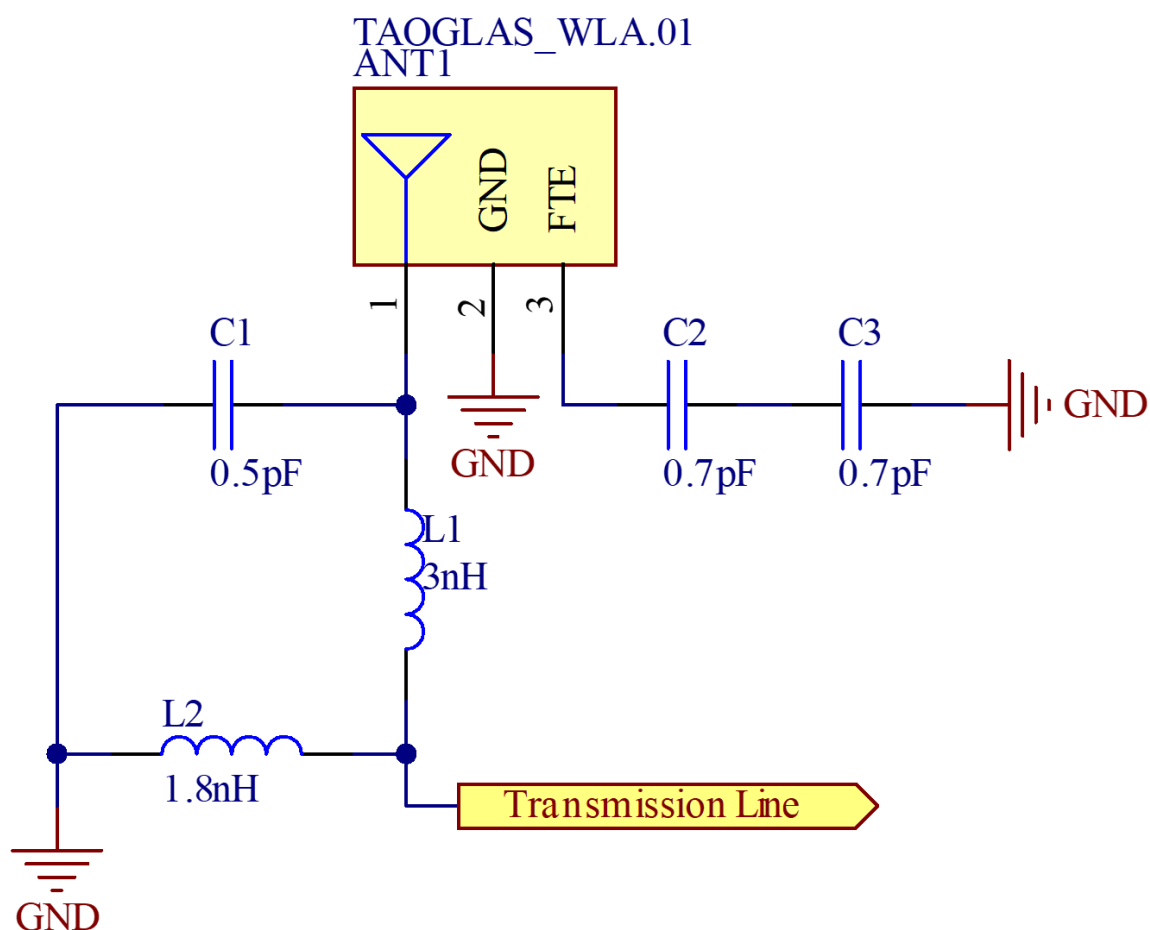 TAOGLAS_WLA.01
ANT1
GND
FTE
1
2
3
C1
0.5pF
GND
C2
0.7pF
C3
0.7pF
GND
L1
3nH
L2
1.8nH
Transmission Line
GND